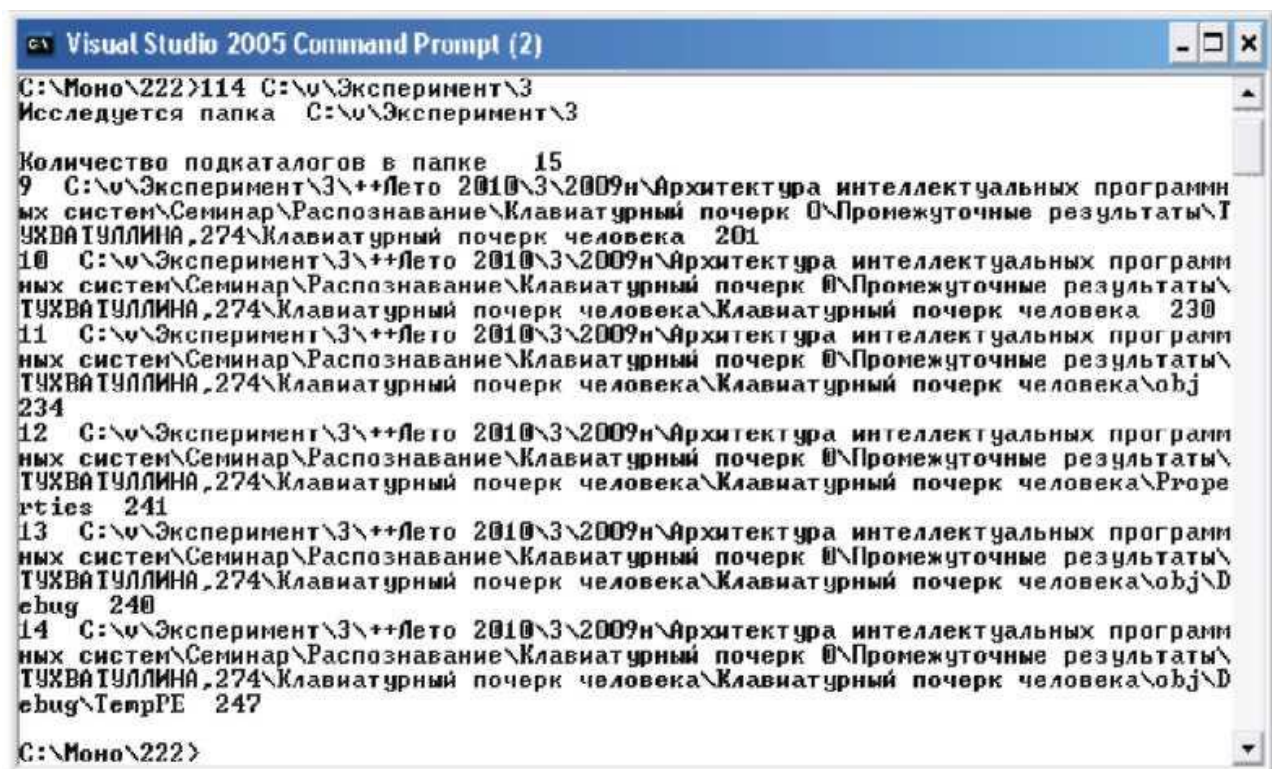 Visual Studio 2005 Command Prompt (2)
C:\Моно\222>114 C:\v\Эксперимент\3
Исследуется папка  C:\v\Эксперимент\3
Количество подкаталогов в папке   15
9  C:\v\Эксперимент\3\++Лето 2010\3\2009н\Архитектура интеллектуальных программн
ых систем\Семинар\Распознавание\Клавиатурный почерк 0\Промежуточные результаты\Т
УХВАТУЛЛИНА,274\Клавиатурный почерк человека  201
10  C:\v\Эксперимент\3\++Лето 2010\3\2009н\Архитектура интеллектуальных программ
ных систем\Семинар\Распознавание\Клавиатурный почерк 0\Промежуточные результаты\
ТУХВАТУЛЛИНА,274\Клавиатурный почерк человека\Клавиатурный почерк человека  230
11  C:\v\Эксперимент\3\++Лето 2010\3\2009н\Архитектура интеллектуальных программ
ных систем\Семинар\Распознавание\Клавиатурный почерк 0\Промежуточные результаты\
ТУХВАТУЛЛИНА,274\Клавиатурный почерк человека\Клавиатурный почерк человека\obj
234
12  C:\v\Эксперимент\3\++Лето 2010\3\2009н\Архитектура интеллектуальных программ
ных систем\Семинар\Распознавание\Клавиатурный почерк 0\Промежуточные результаты\
ТУХВАТУЛЛИНА,274\Клавиатурный почерк человека\Клавиатурный почерк человека\Prope
rties  241
13  C:\v\Эксперимент\3\++Лето 2010\3\2009н\Архитектура интеллектуальных программ
ных систем\Семинар\Распознавание\Клавиатурный почерк 0\Промежуточные результаты\
ТУХВАТУЛЛИНА,274\Клавиатурный почерк человека\Клавиатурный почерк человека\obj\D
ebug  240
14  C:\v\Эксперимент\3\++Лето 2010\3\2009н\Архитектура интеллектуальных программ
ных систем\Семинар\Распознавание\Клавиатурный почерк 0\Промежуточные результаты\
ТУХВАТУЛЛИНА,274\Клавиатурный почерк человека\Клавиатурный почерк человека\obj\D
ebug\TempPE  247
C:\Моно\222>